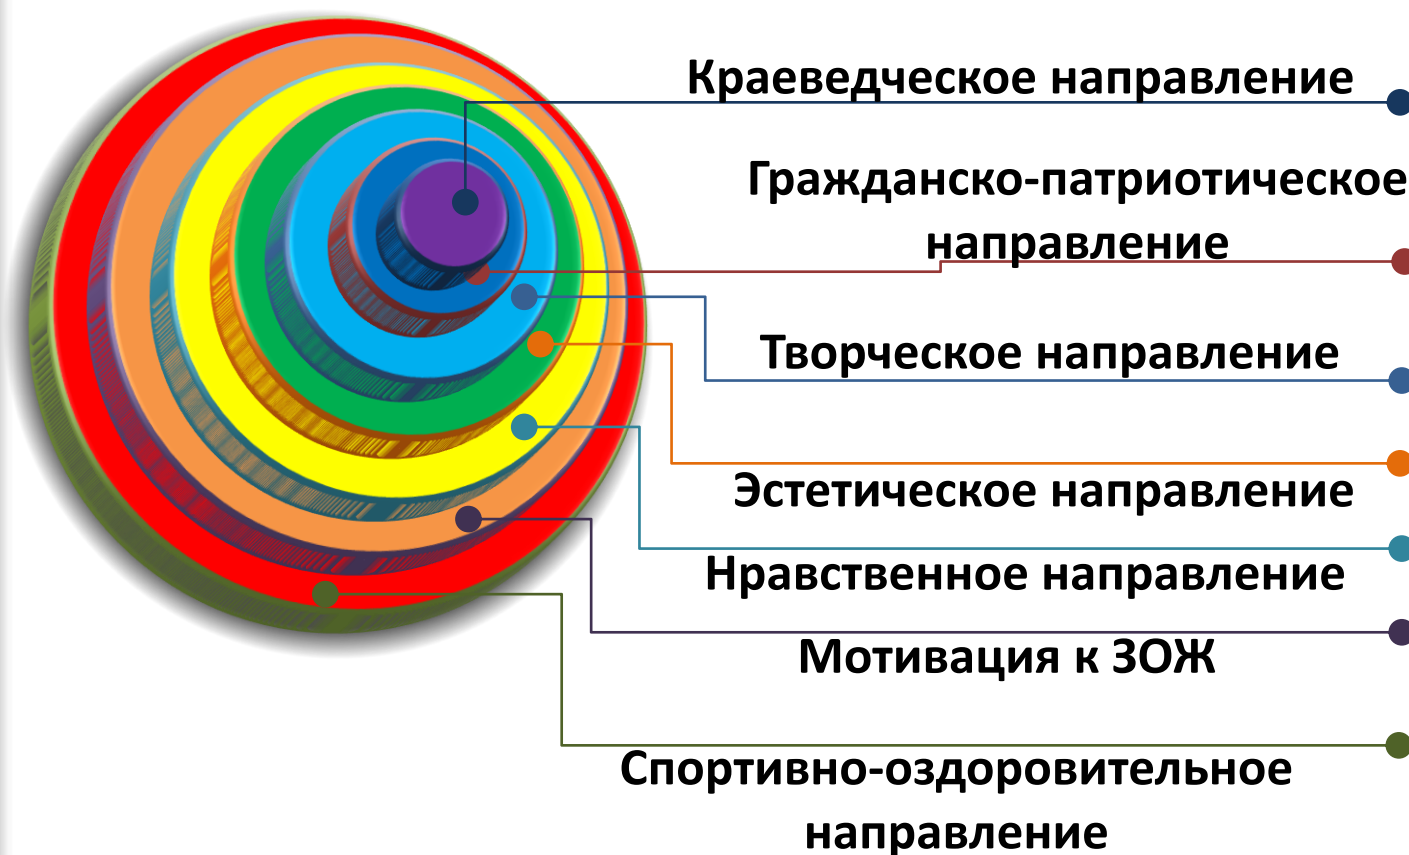 Краеведческое направление
Гражданско-патриотическое
направление
Творческое направление
Эстетическое направление
Нравственное направление
Мотивация к ЗОЖ
Спортивно-оздоровительное
направление